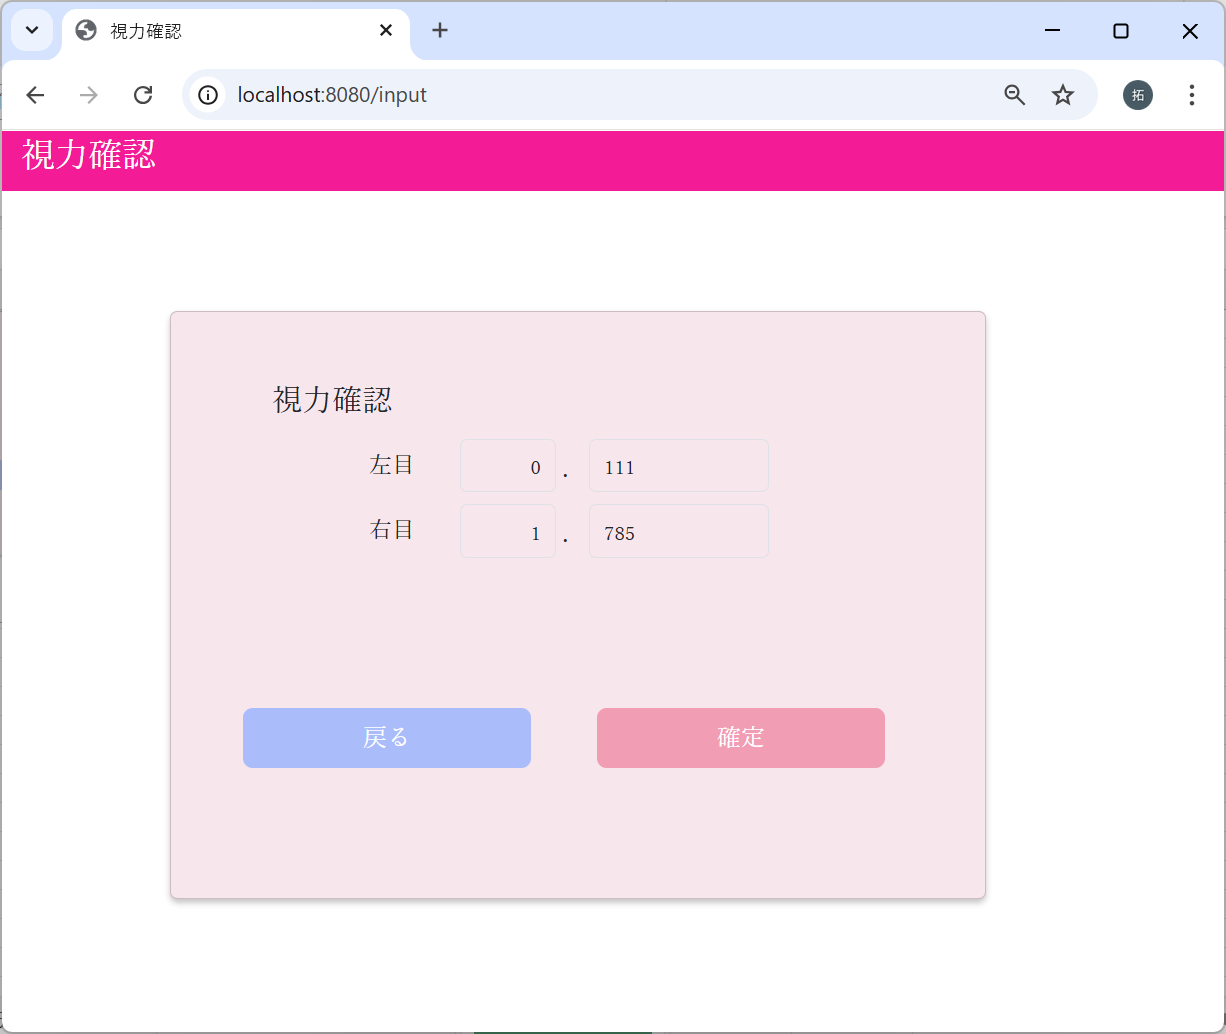 視力確認
localhost:8080/input
拓
視力確認
視力確認
左目 0 . 111
右目 1 . 785
戻る 確定